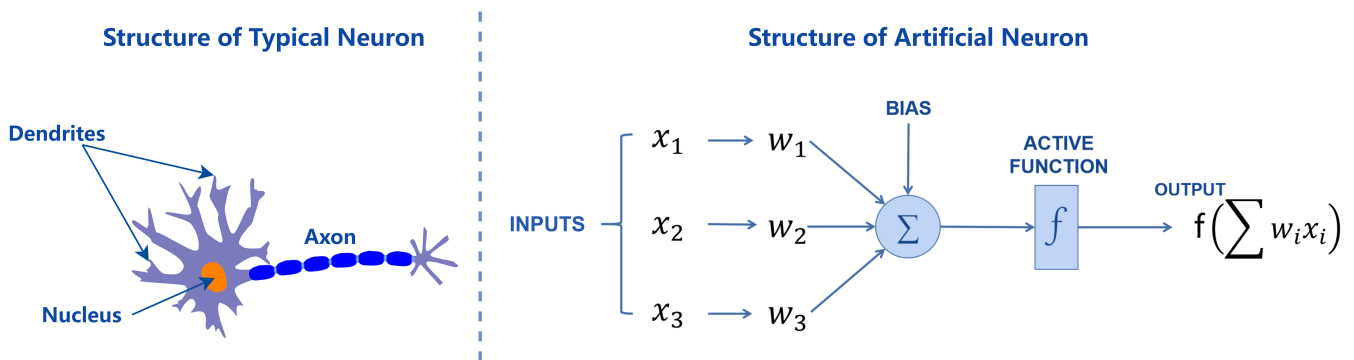 Structure of Typical Neuron
Dendrites
Axon
Nucleus
Structure of Artificial Neuron
INPUTS
x₁
w₁
x₂
w₂
x₃
w₃
BIAS
∑
ACTIVE
FUNCTION
f
OUTPUT
f(∑ wᵢxᵢ)